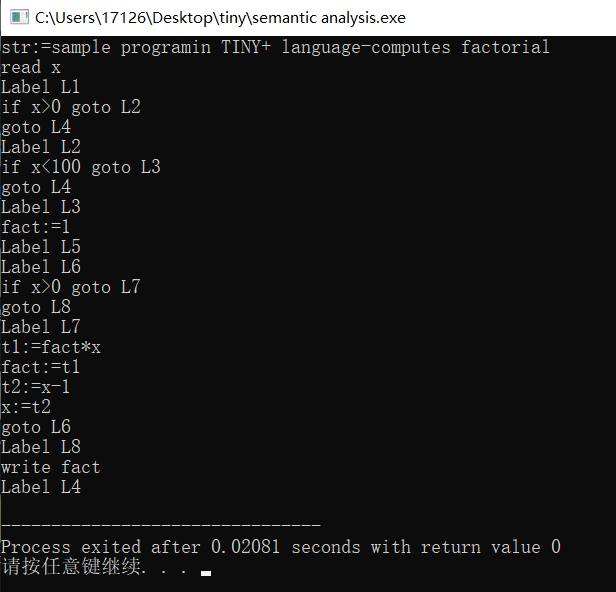 C:\Users\17126\Desktop\tiny\semantic analysis.exe
str:=sample programin TINY+ language-computes factorial
read x
Label L1
if x>0 goto L2
goto L4
Label L2
if x<100 goto L3
goto L4
Label L3
fact:=1
Label L5
Label L6
if x>0 goto L7
goto L8
Label L7
t1:=fact*x
fact:=t1
t2:=x-1
x:=t2
goto L6
Label L8
write fact
Label L4
--------------------------------
Process exited after 0.02081 seconds with return value 0
请按任意键继续. . .